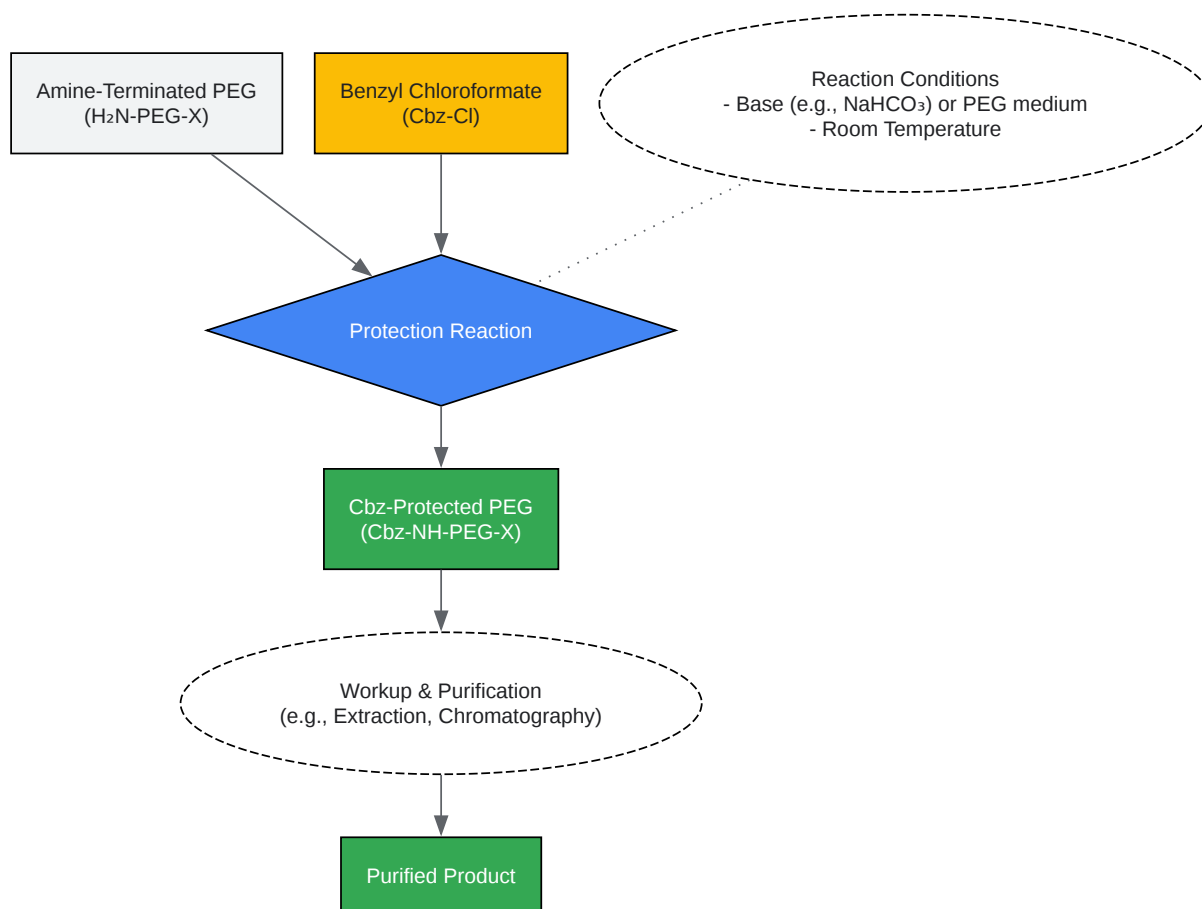 Amine-Terminated PEG
(H₂N-PEG-X)
Benzyl Chloroformate
(Cbz-Cl)
Reaction Conditions
- Base (e.g., NaHCO₃) or PEG medium
- Room Temperature
Protection Reaction
Cbz-Protected PEG
(Cbz-NH-PEG-X)
Workup & Purification
(e.g., Extraction, Chromatography)
Purified Product